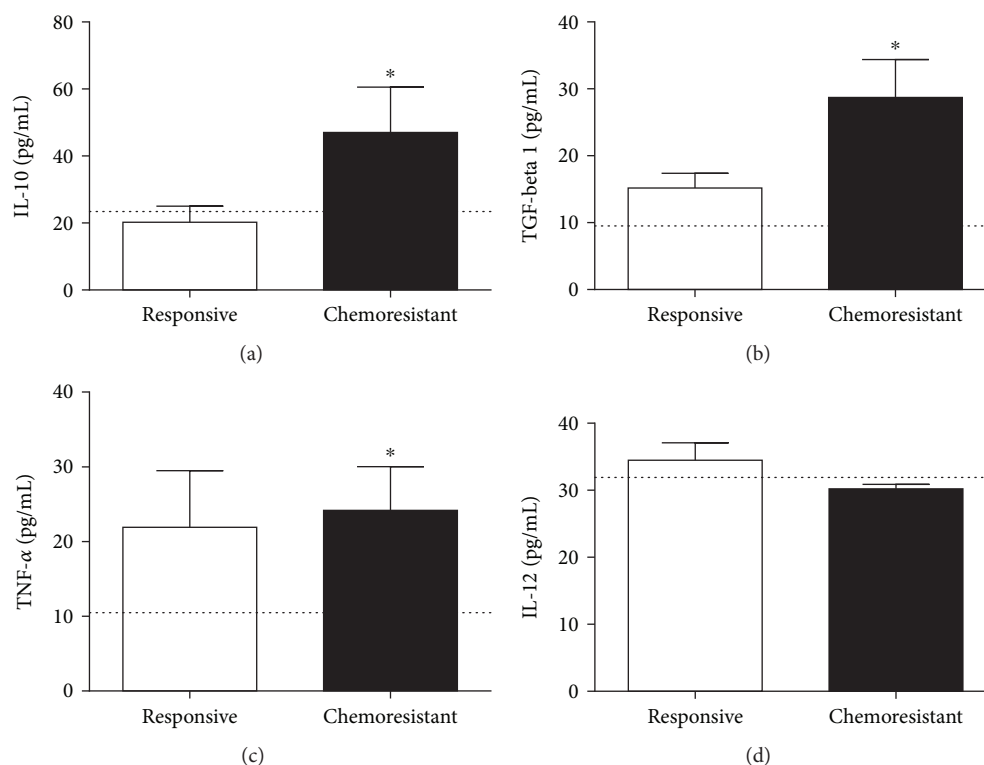 80
60
40
20
0
IL-10 (pg/mL)
*
Responsive Chemoresistant
(a)
40
30
20
10
0
TGF-beta 1 (pg/mL)
*
Responsive Chemoresistant
(b)
40
30
20
10
0
TNF-α (pg/mL)
*
Responsive Chemoresistant
(c)
40
30
20
10
0
IL-12 (pg/mL)
Responsive Chemoresistant
(d)